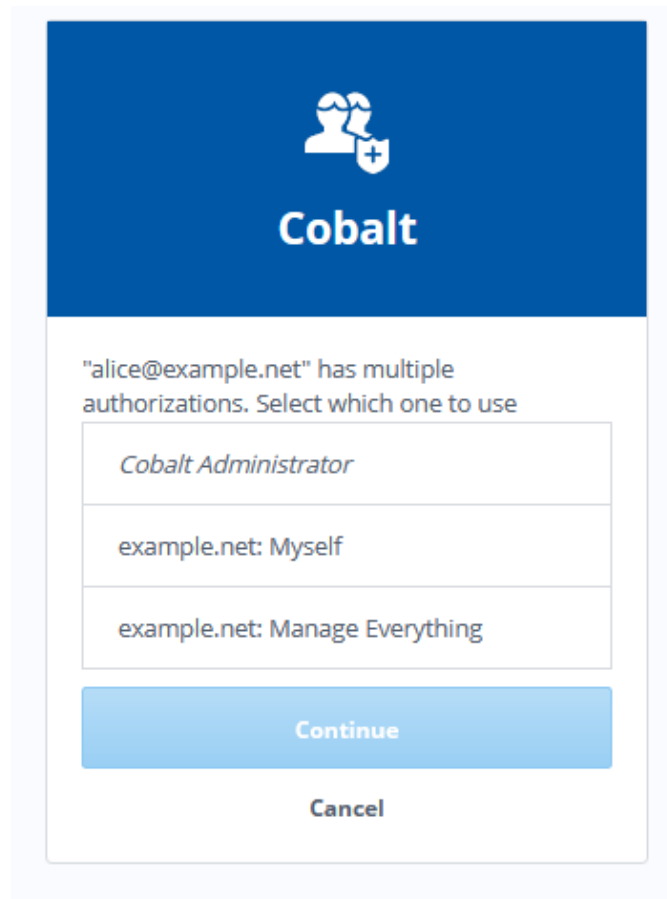 Cobalt
"alice@example.net" has multiple
authorizations. Select which one to use
Cobalt Administrator
example.net: Myself
example.net: Manage Everything
Continue
Cancel